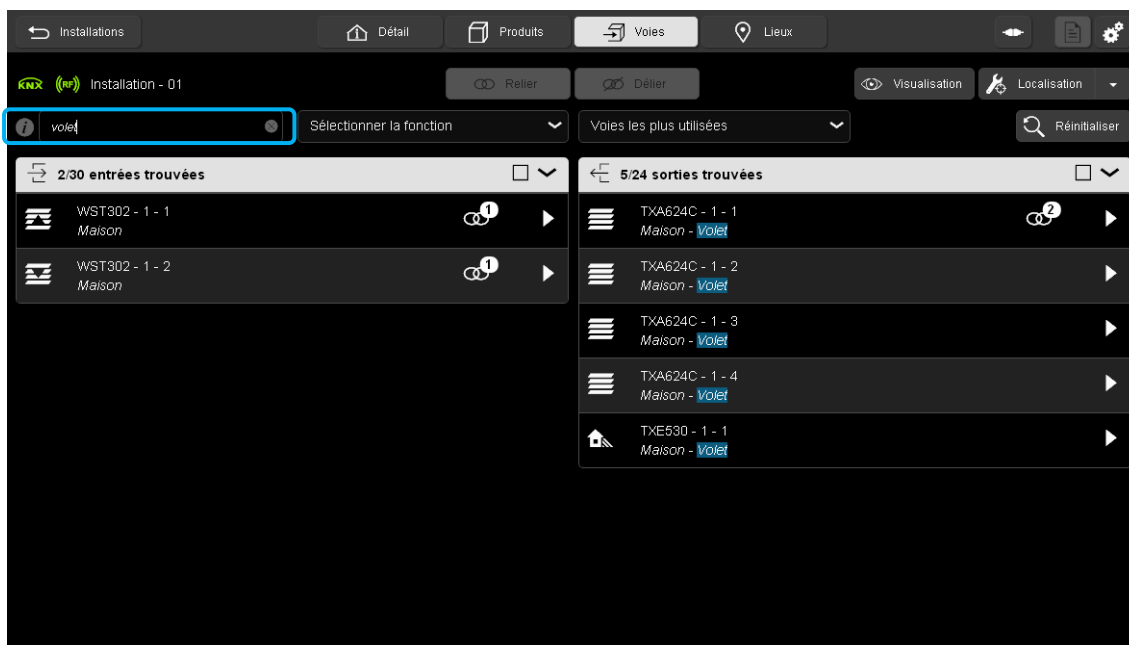 Installations
Détail
Produits
Voies
Lieux
KNX ((RF)) Installation - 01
Relier
Délier
Visualisation
Localisation
i volet
Sélectionner la fonction
Voies les plus utilisées
Réinitialiser
2/30 entrées trouvées
WST302 - 1 - 1
1
Maison
WST302 - 1 - 2
1
Maison
5/24 sorties trouvées
TXA624C - 1 - 1
2
Maison - Volet
TXA624C - 1 - 2
Maison - Volet
TXA624C - 1 - 3
Maison - Volet
TXA624C - 1 - 4
Maison - Volet
TXE530 - 1 - 1
Maison - Volet